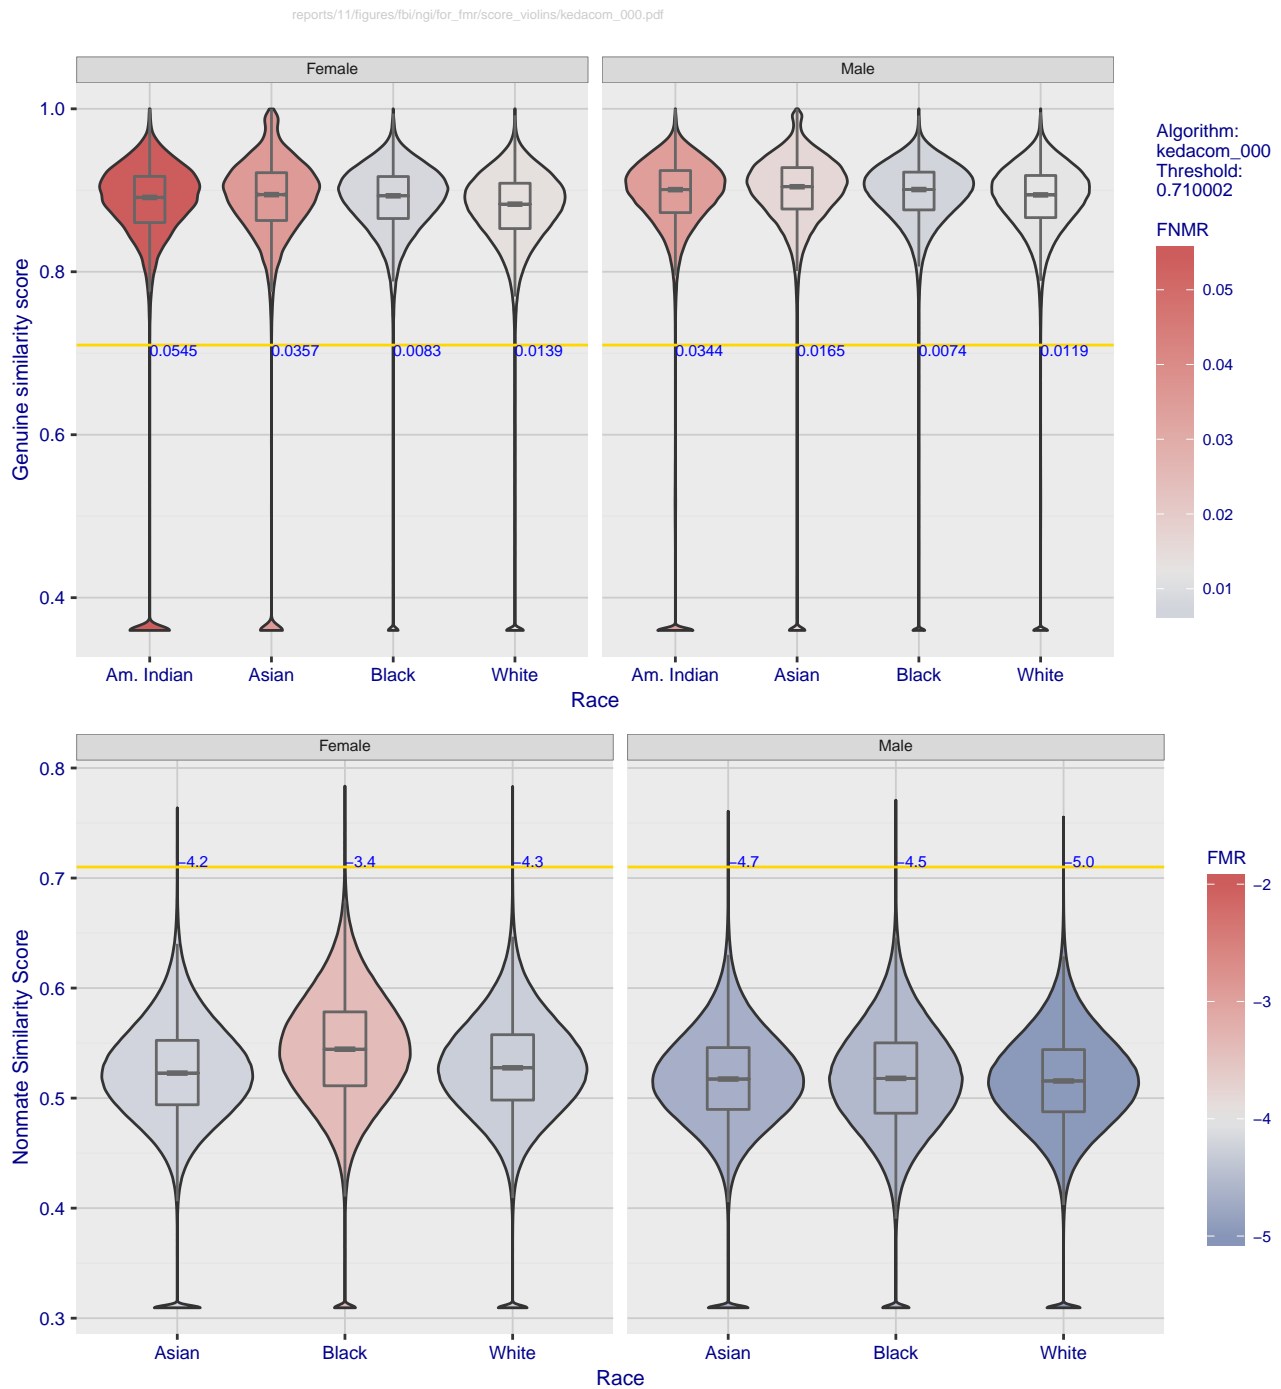 reports/11/figures/fbi/ngi/for_fmr/score_violins/kedacom_000.pdf
Female
Male
1.0
0.8
0.6
0.4
Genuine similarity score
0.0545
0.0357
0.0083
0.0139
0.0344
0.0165
0.0074
0.0119
Am. Indian
Asian
Black
White
Am. Indian
Asian
Black
White
Race
Algorithm:
kedacom_000
Threshold:
0.710002
FNMR
0.05
0.04
0.03
0.02
0.01
Female
Male
0.8
0.7
0.6
0.5
0.4
0.3
Nonmate Similarity Score
−4.2
−3.4
−4.3
−4.7
−4.5
−5.0
Asian
Black
White
Asian
Black
White
Race
FMR
−2
−3
−4
−5